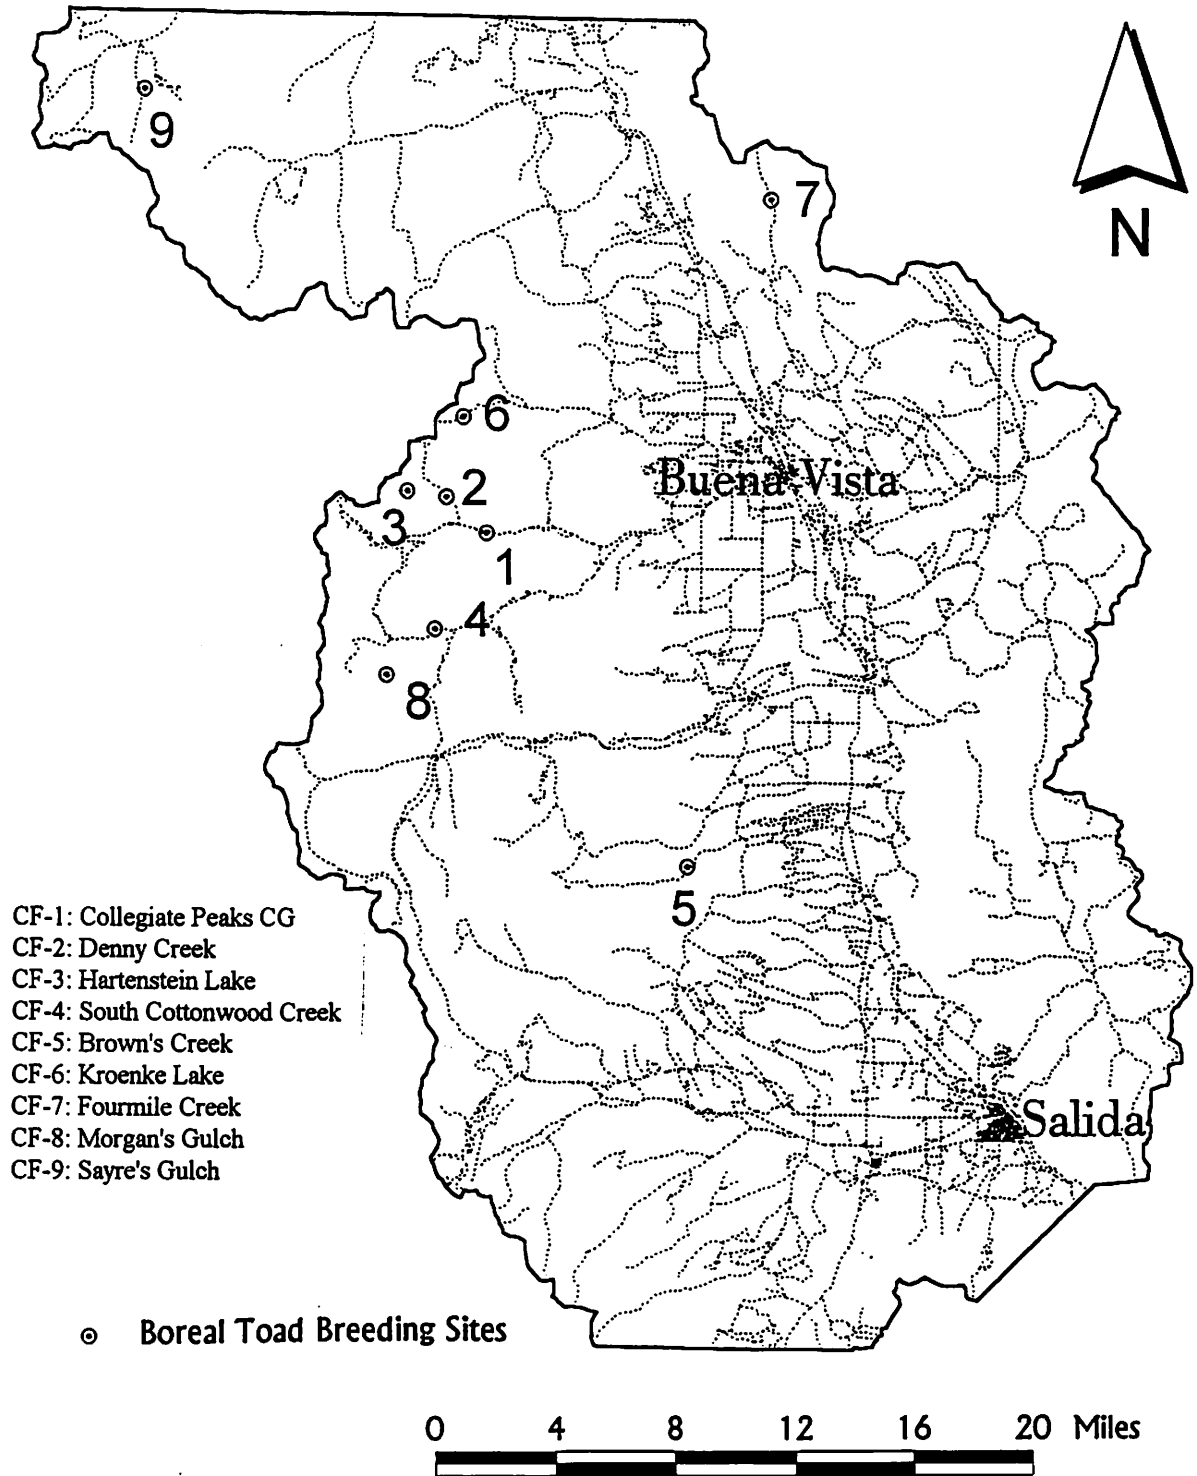 9
7
N
6
Buena Vista
2
3
1
4
8
5
CF-1: Collegiate Peaks CG
CF-2: Denny Creek
CF-3: Hartenstein Lake
CF-4: South Cottonwood Creek
CF-5: Brown's Creek
CF-6: Kroenke Lake
CF-7: Fourmile Creek
CF-8: Morgan's Gulch
CF-9: Sayre's Gulch
Salida
Boreal Toad Breeding Sites
0 4 8 12 16 20 Miles